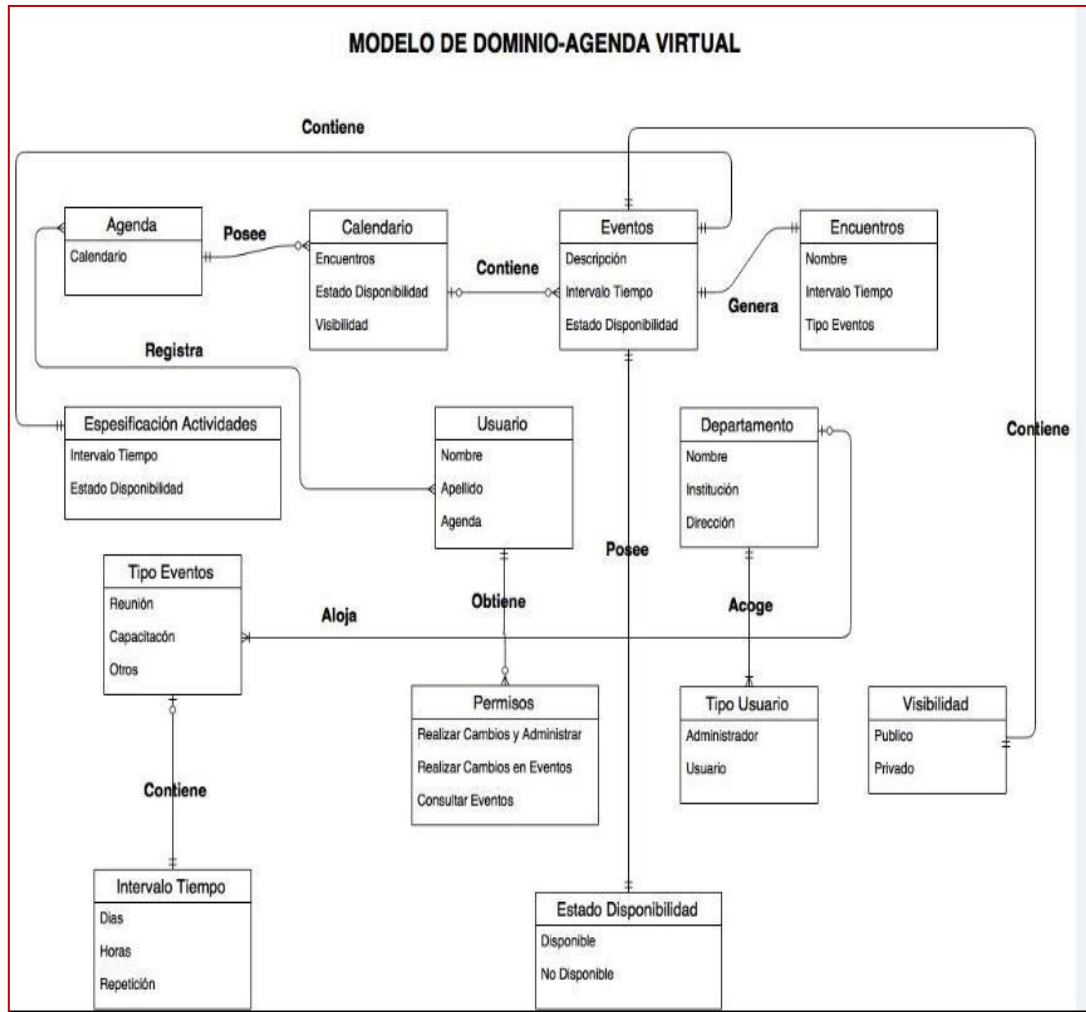 MODELO DE DOMINIO-AGENDA VIRTUAL
Contiene
Agenda
Calendario
Posee
Calendario
Encuentros
Estado Disponibilidad
Visibilidad
Contiene
Eventos
Descripción
Intervalo Tiempo
Estado Disponibilidad
Genera
Encuentros
Nombre
Intervalo Tiempo
Tipo Eventos
Registra
Espesificación Actividades
Intervalo Tiempo
Estado Disponibilidad
Usuario
Nombre
Apellido
Agenda
Departamento
Nombre
Institución
Dirección
Contiene
Posee
Tipo Eventos
Reunión
Capacitacón
Otros
Aloja
Obtiene
Acoge
Permisos
Realizar Cambios y Administrar
Realizar Cambios en Eventos
Consultar Eventos
Tipo Usuario
Administrador
Usuario
Visibilidad
Publico
Privado
Contiene
Intervalo Tiempo
Dias
Horas
Repetición
Estado Disponibilidad
Disponible
No Disponible